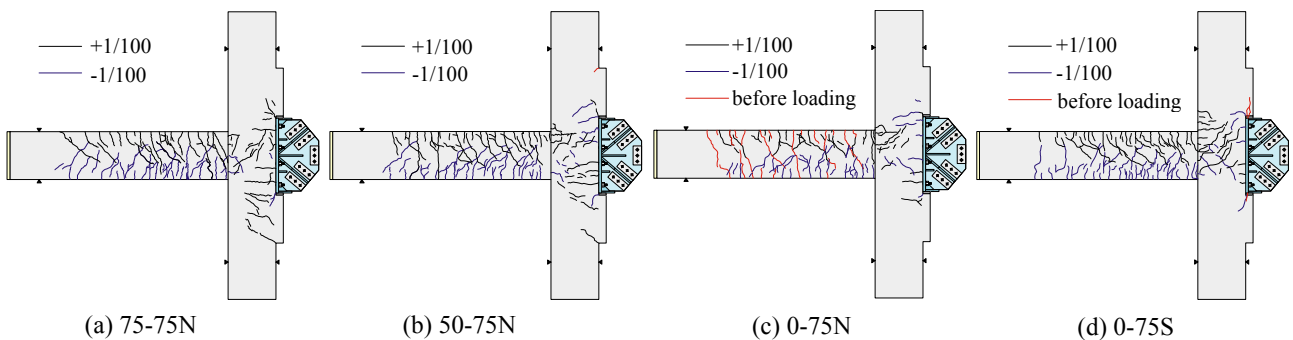 +1/100
-1/100
+1/100
-1/100
+1/100
-1/100
before loading
+1/100
-1/100
before loading
(a) 75-75N
(b) 50-75N
(c) 0-75N
(d) 0-75S